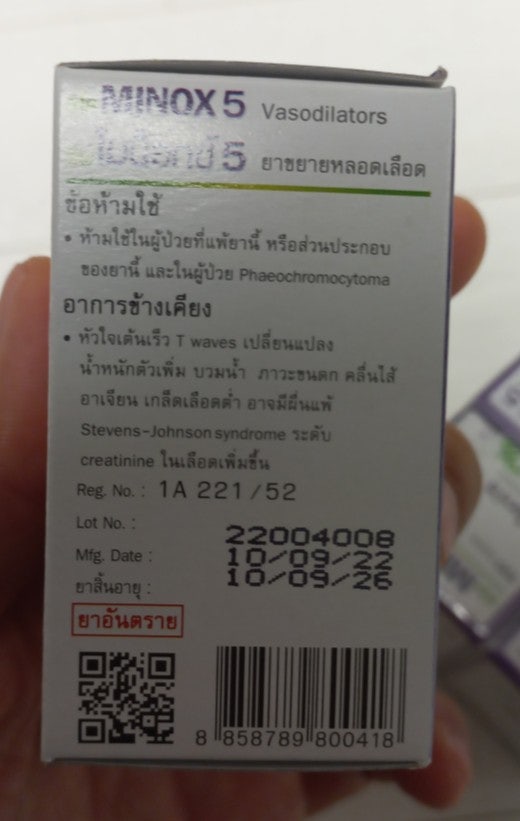 MINOX 5 Vasodilators
ไมน๊อกซ์ 5 ยาขยายหลอดเลือด
ข้อห้ามใช้
• ห้ามใช้ในผู้ป่วยที่แพ้ยานี้ หรือส่วนประกอบ
ของยานี้ และในผู้ป่วย Phaeochromocytoma
อาการข้างเคียง
• หัวใจเต้นเร็ว T waves เปลี่ยนแปลง
น้ำหนักตัวเพิ่ม บวมน้ำ ภาวะขนดก คลื่นไส้
อาเจียน เกล็ดเลือดต่ำ อาจมีผื่นแพ้
Stevens-Johnson syndrome ระดับ
creatinine ในเลือดเพิ่มขึ้น
Reg. No. : 1A 221/52
Lot No. : 22004008
Mfg. Date : 10/09/22
ยาสิ้นอายุ : 10/09/26
ยาอันตราย
8 858789 800418